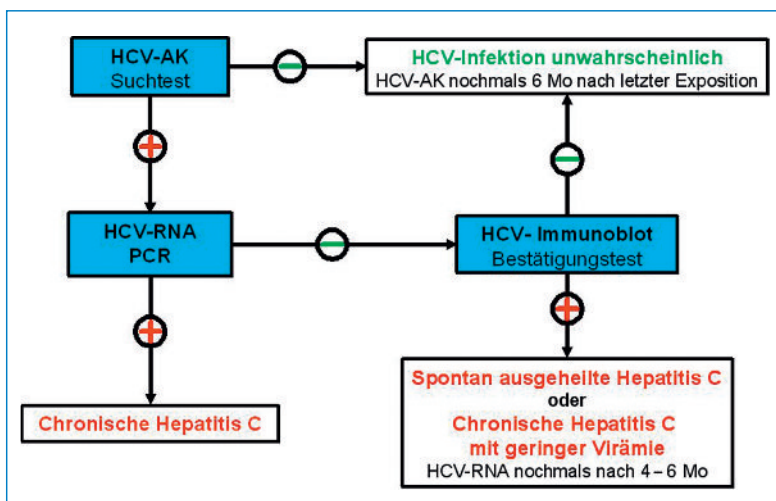 HCV-AK
Suchtest
HCV-Infektion unwahrscheinlich
HCV-AK nochmals 6 Mo nach letzter Exposition
HCV-RNA
PCR
HCV- Immunoblot
Bestätigungstest
Chronische Hepatitis C
Spontan ausgeheilte Hepatitis C
oder
Chronische Hepatitis C
mit geringer Virämie
HCV-RNA nochmals nach 4 – 6 Mo